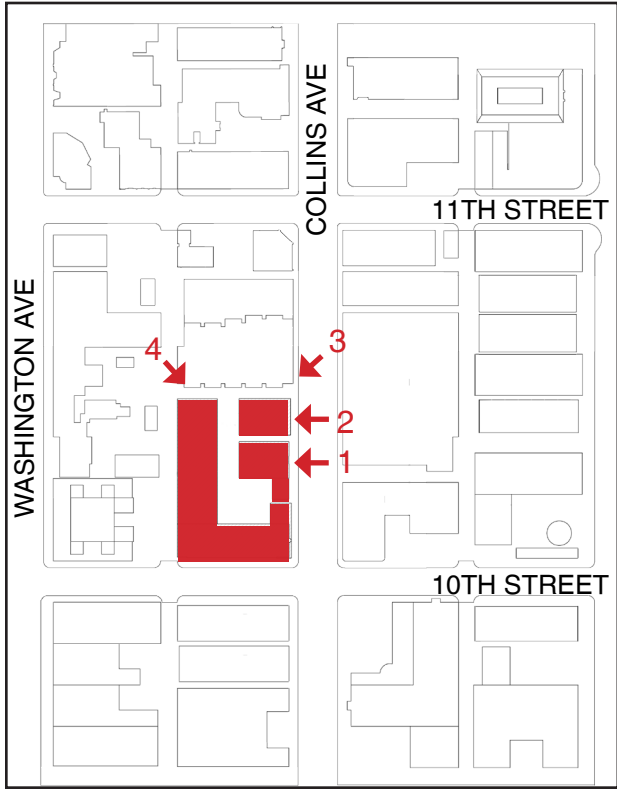 COLLINS AVE
11TH STREET
WASHINGTON AVE
4
3
2
1
10TH STREET